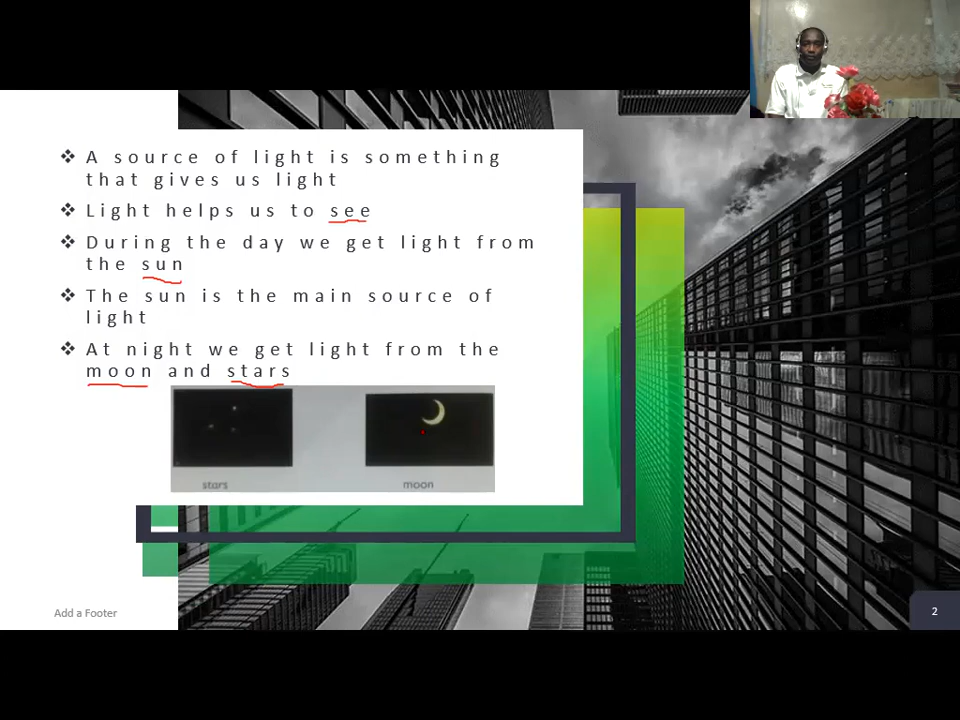 ❖ A source of light is something
that gives us light
❖ Light helps us to see
❖ During the day we get light from
the sun
❖ The sun is the main source of
light
❖ At night we get light from the
moon and stars
stars
moon
Add a Footer
2